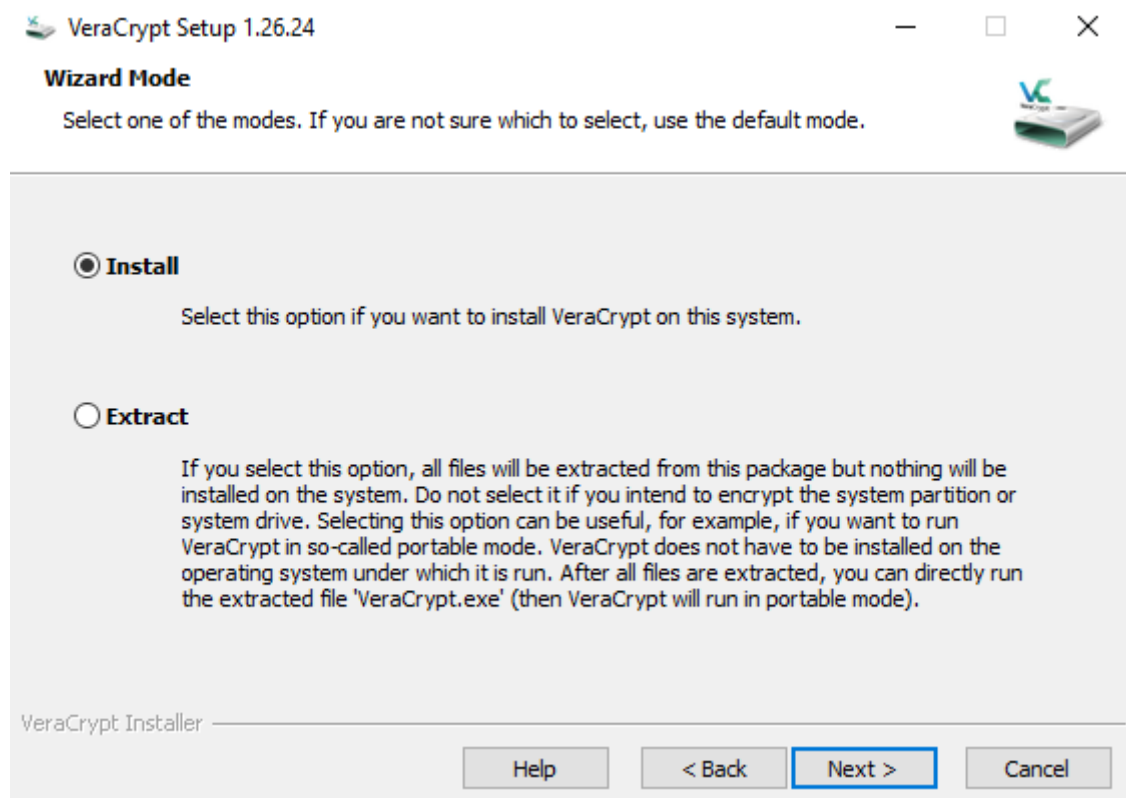 VeraCrypt Setup 1.26.24
Wizard Mode
Select one of the modes. If you are not sure which to select, use the default mode.
Install
Select this option if you want to install VeraCrypt on this system.
Extract
If you select this option, all files will be extracted from this package but nothing will be
installed on the system. Do not select it if you intend to encrypt the system partition or
system drive. Selecting this option can be useful, for example, if you want to run
VeraCrypt in so-called portable mode. VeraCrypt does not have to be installed on the
operating system under which it is run. After all files are extracted, you can directly run
the extracted file 'VeraCrypt.exe' (then VeraCrypt will run in portable mode).
VeraCrypt Installer
Help
< Back
Next >
Cancel